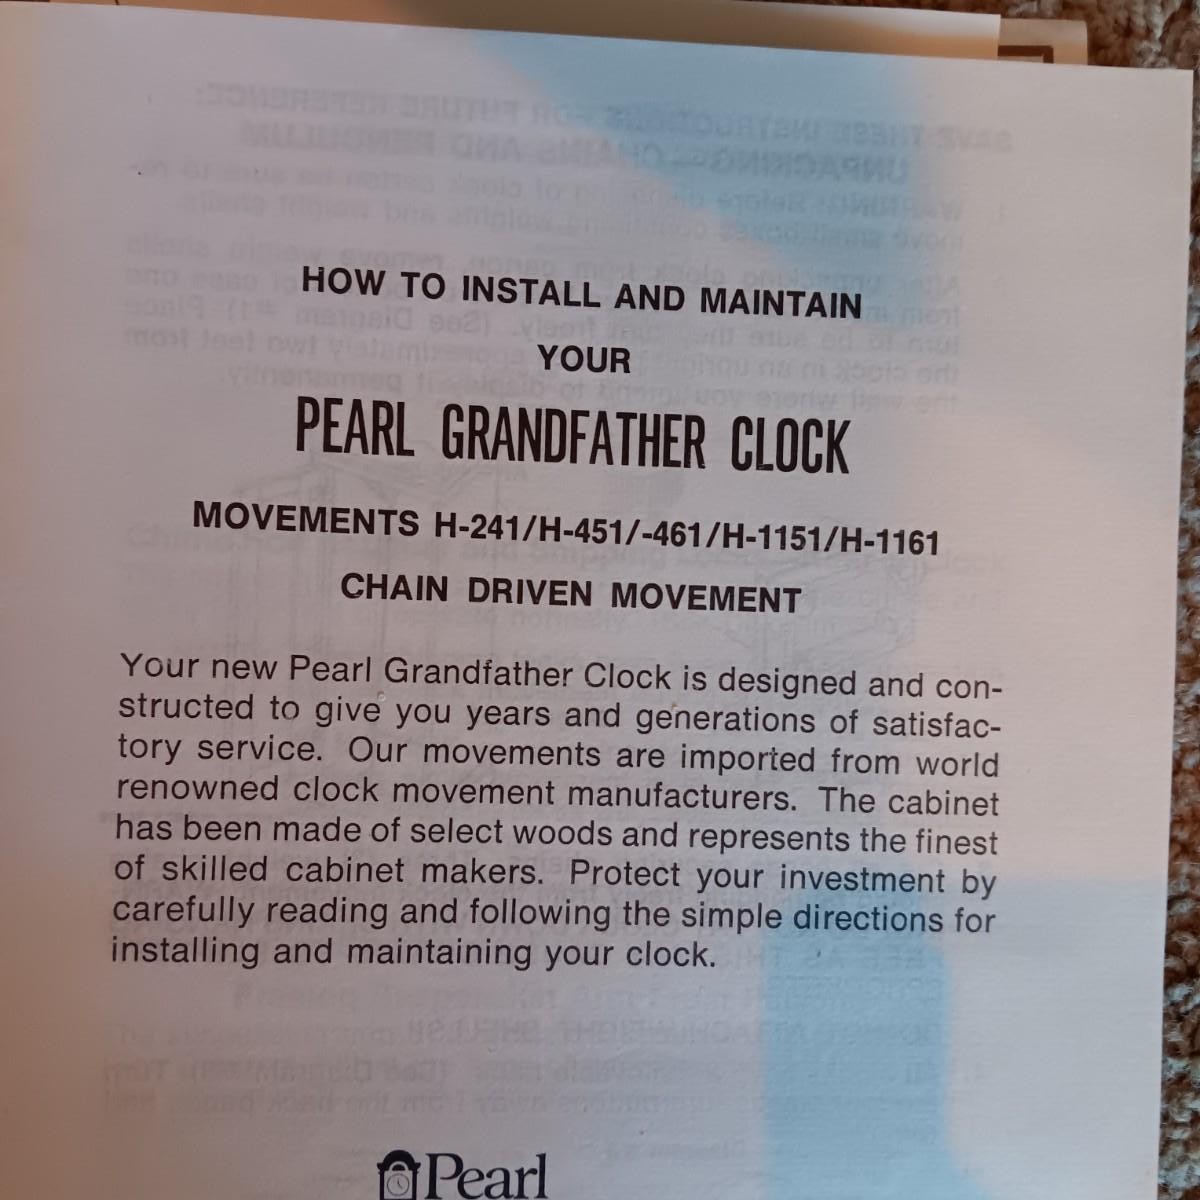 HOW TO INSTALL AND MAINTAIN
YOUR
PEARL GRANDFATHER CLOCK
MOVEMENTS H-241/H-451/-461/H-1151/H-1161
CHAIN DRIVEN MOVEMENT
Your new Pearl Grandfather Clock is designed and con-
structed to give you years and generations of satisfac-
tory service. Our movements are imported from world
renowned clock movement manufacturers. The cabinet
has been made of select woods and represents the finest
of skilled cabinet makers. Protect your investment by
carefully reading and following the simple directions for
installing and maintaining your clock.
Pearl